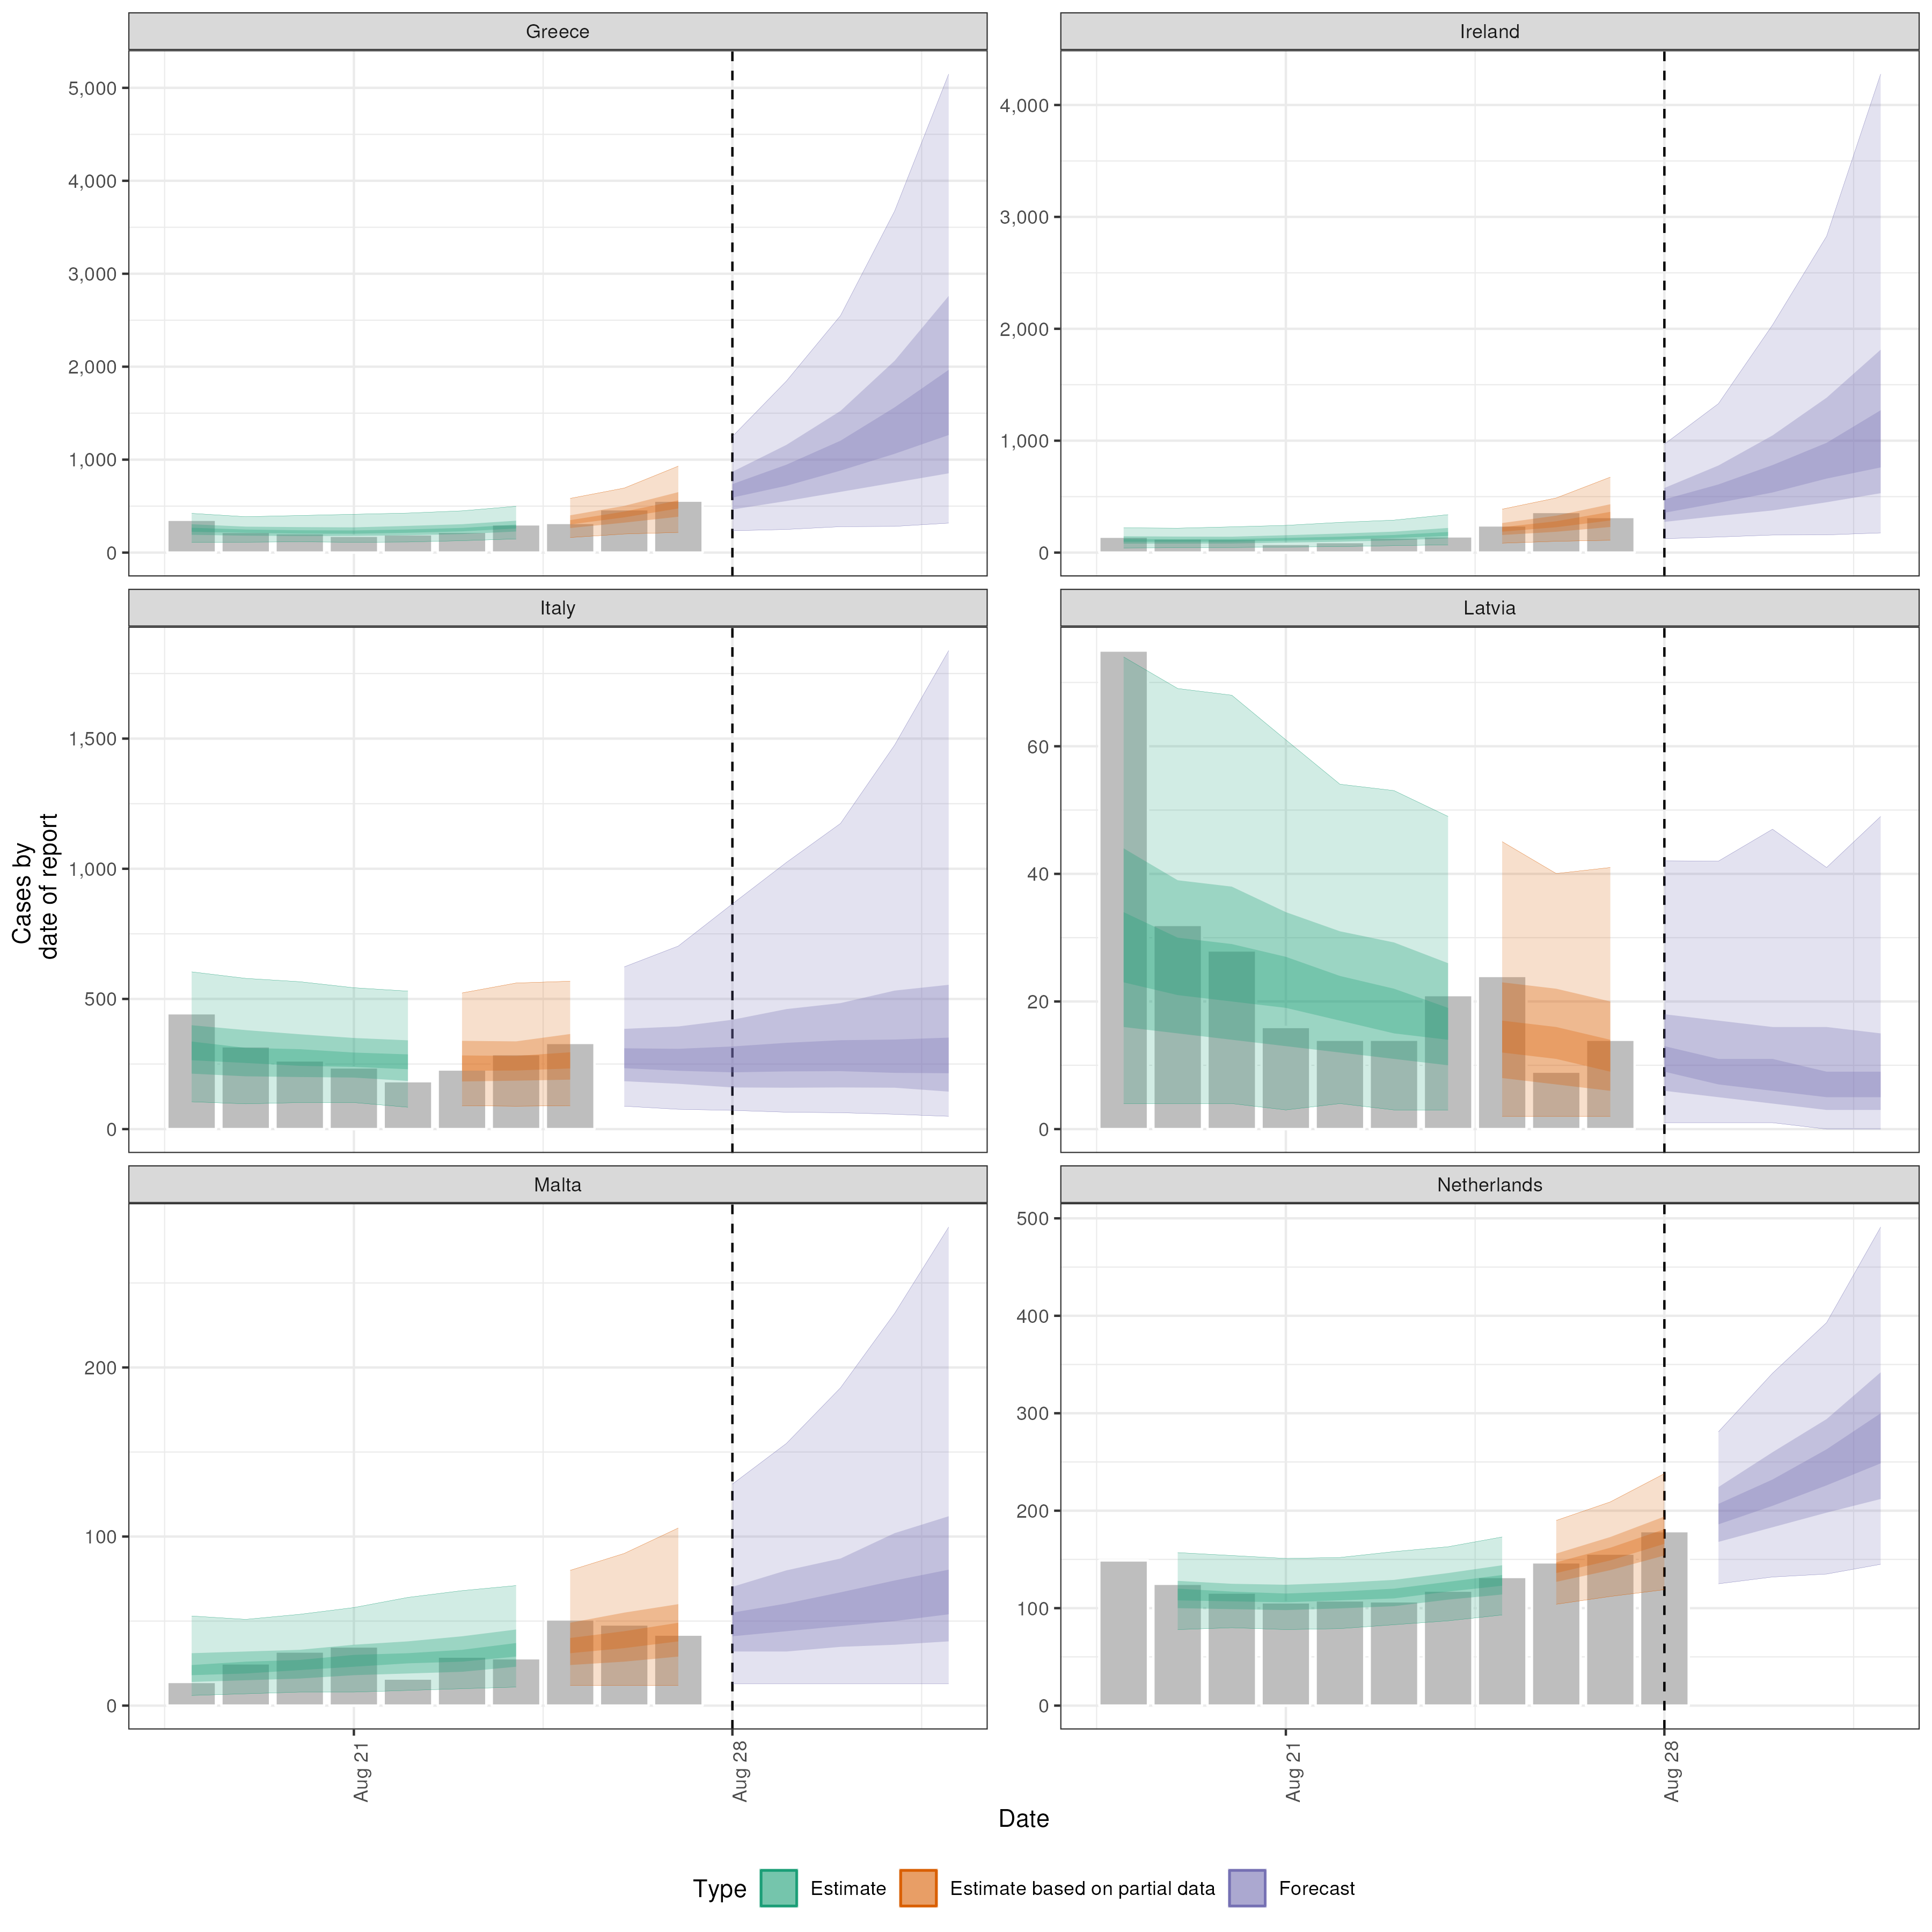 Greece
Ireland
5,000
4,000
3,000
2,000
1,000
0
4,000
3,000
2,000
1,000
0
Italy
Latvia
1,500
1,000
500
0
60
40
20
0
Cases by
date of report
Malta
Netherlands
200
100
0
500
400
300
200
100
0
Aug 21
Aug 28
Aug 21
Aug 28
Date
Type Estimate Estimate based on partial data Forecast